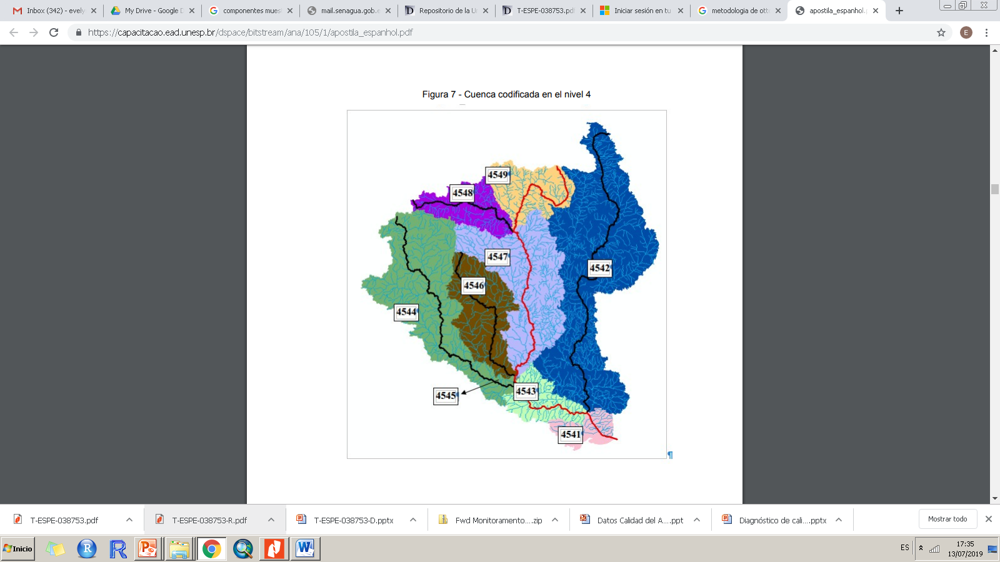 Inbox (342) - evely
My Drive - Google D
componentes mues
mail.senagua.gob.e
Repositorio de la U
T-ESPE-038753.pdf
Iniciar sesión en tu
metodologia de ott
apostila_espanhol.p
https://capacitacao.ead.unesp.br/dspace/bitstream/ana/105/1/apostila_espanhol.pdf
E
Figura 7 - Cuenca codificada en el nivel 4
4549
4548
4547
4542
4546
4544
4543
4545
4541
¶
T-ESPE-038753.pdf
T-ESPE-038753-R.pdf
T-ESPE-038753-D.pptx
Fwd Monitoramento....zip
Datos Calidad del A....ppt
Diagnóstico de cali....pptx
Mostrar todo
Inicio
ES
17:35
13/07/2019